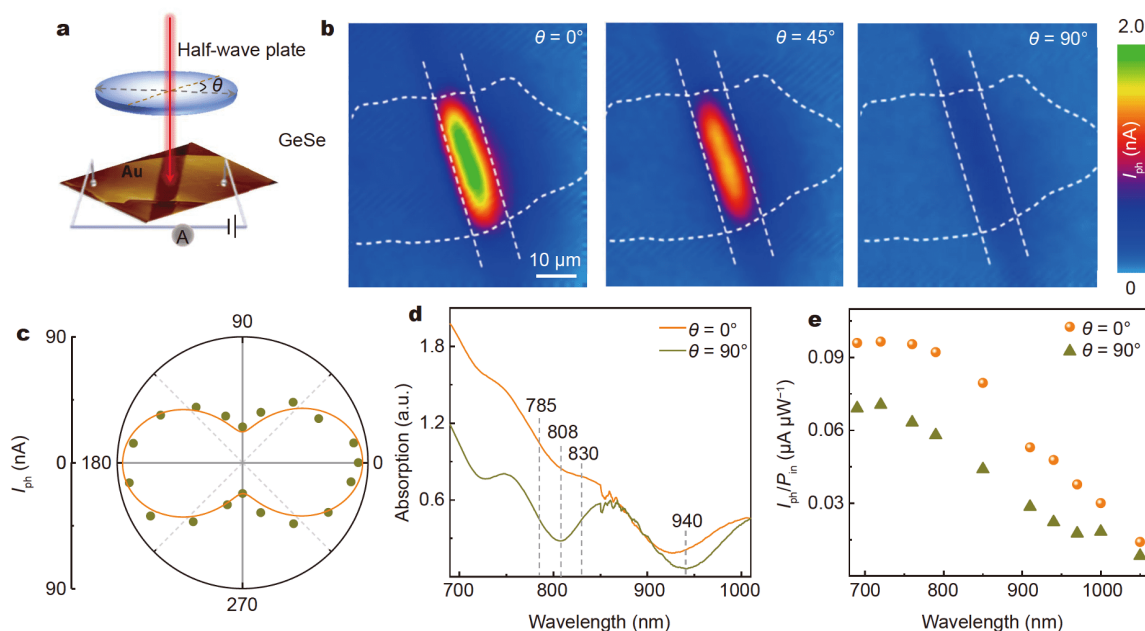 a
Half-wave plate
θ
GeSe
Au
A
b
θ = 0°
θ = 45°
θ = 90°
10 μm
2.0
I_ph (nA)
0
c
90
90
I_ph (nA)
0
180
0
90
270
d
θ = 0°
θ = 90°
1.8
1.2
0.6
Absorption (a.u.)
785
808
830
940
700
800
900
1000
Wavelength (nm)
e
θ = 0°
θ = 90°
0.09
0.06
0.03
I_ph/P_in (μA μW⁻¹)
700
800
900
1000
Wavelength (nm)